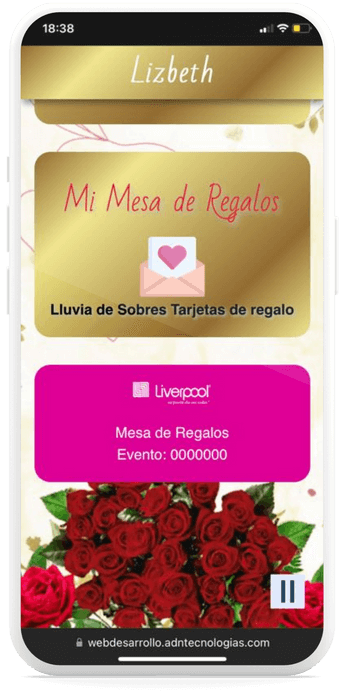 18:38
Lizbeth
Mi Mesa de Regalos
Lluvia de Sobres Tarjetas de regalo
Liverpool
Mesa de Regalos
Evento: 0000000
webdesarrollo.adntecnologias.com